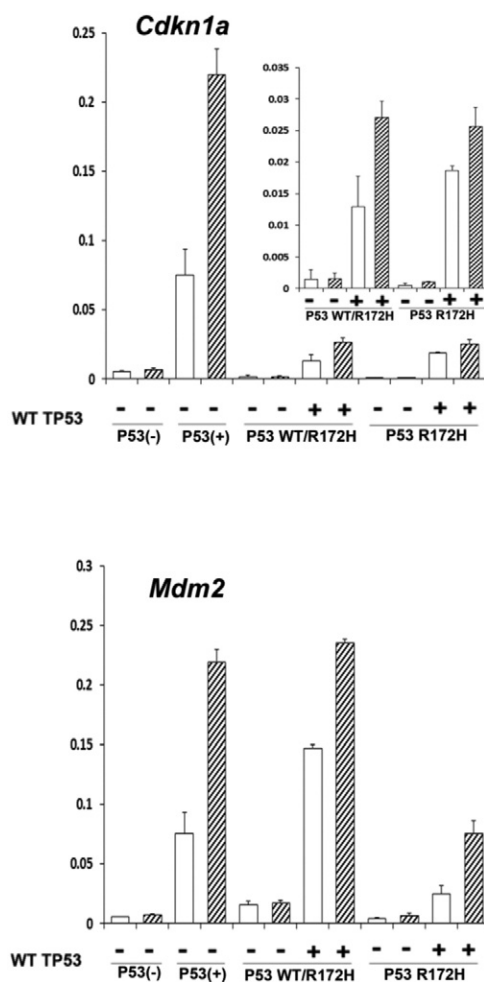 Cdkn1a
0.25
0.2
0.15
0.1
0.05
0
0.035
0.03
0.025
0.02
0.015
0.01
0.005
0
- - + + - - + +
P53 WT/R172H P53 R172H
WT TP53 - - - - - - + + - - + +
P53(-) P53(+) P53 WT/R172H P53 R172H
Mdm2
0.3
0.25
0.2
0.15
0.1
0.05
0
WT TP53 - - - - - - + + - - + +
P53(-) P53(+) P53 WT/R172H P53 R172H